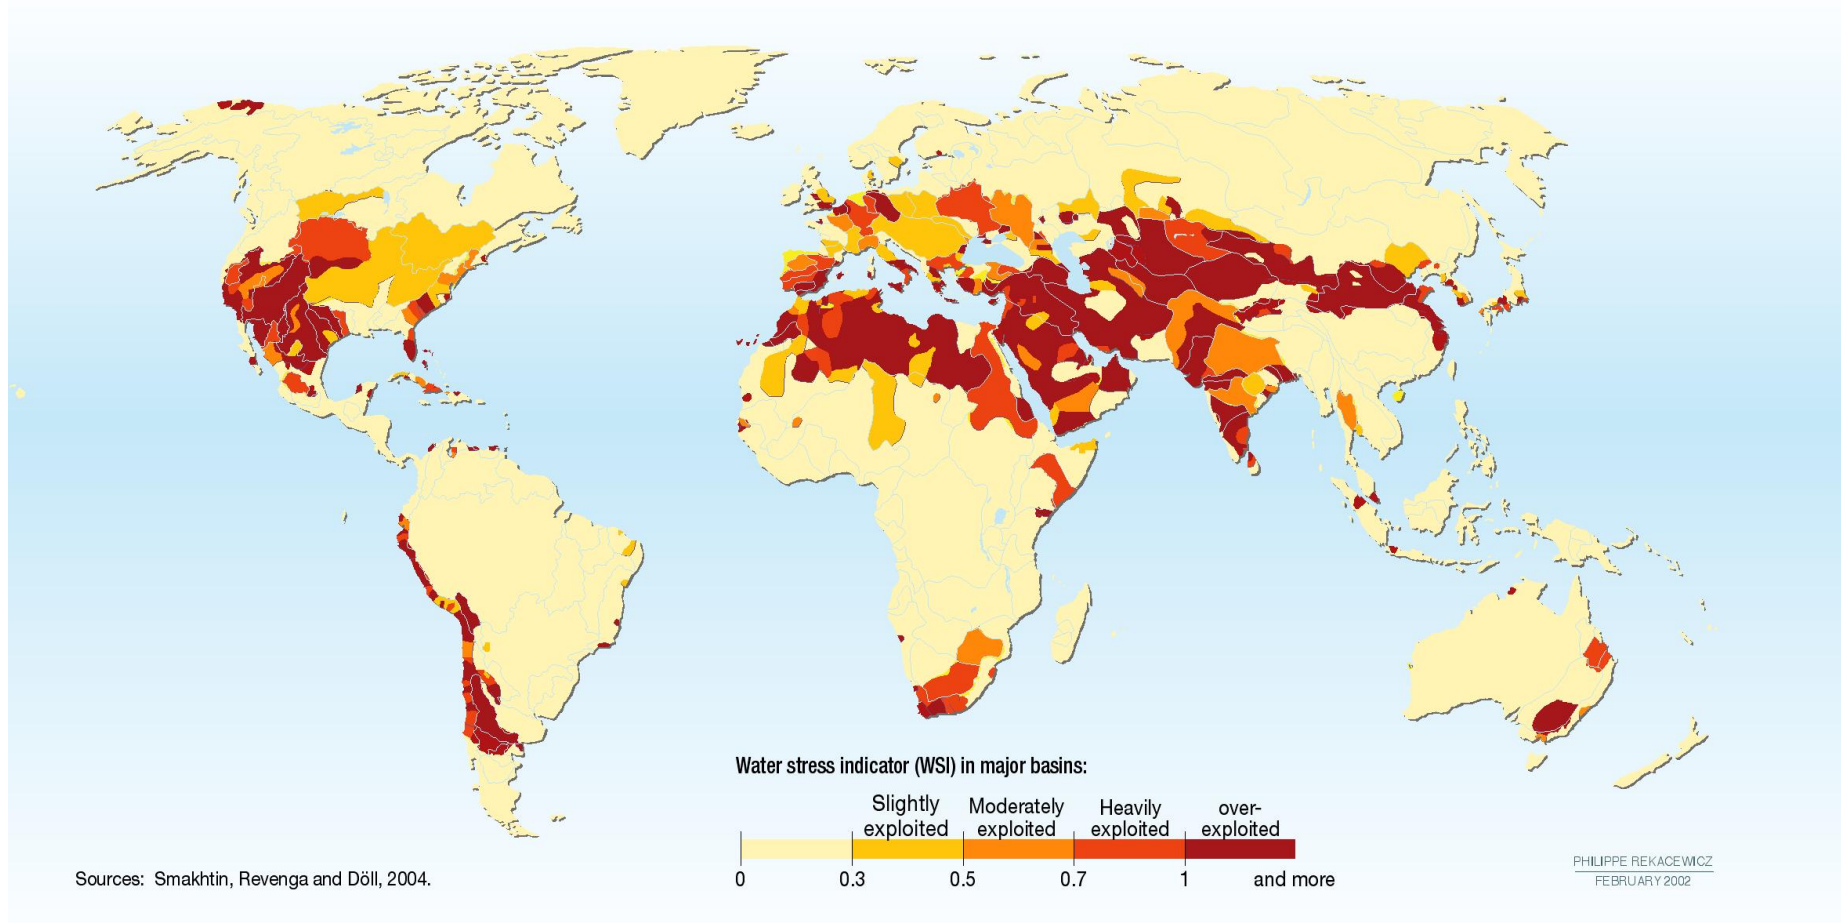 Water stress indicator (WSI) in major basins:
Slightly exploited
Moderately exploited
Heavily exploited
over-exploited
0 0.3 0.5 0.7 1 and more
Sources: Smakhtin, Revenga and Döll, 2004.
PHILIPPE REKACEWICZ
FEBRUARY 2002